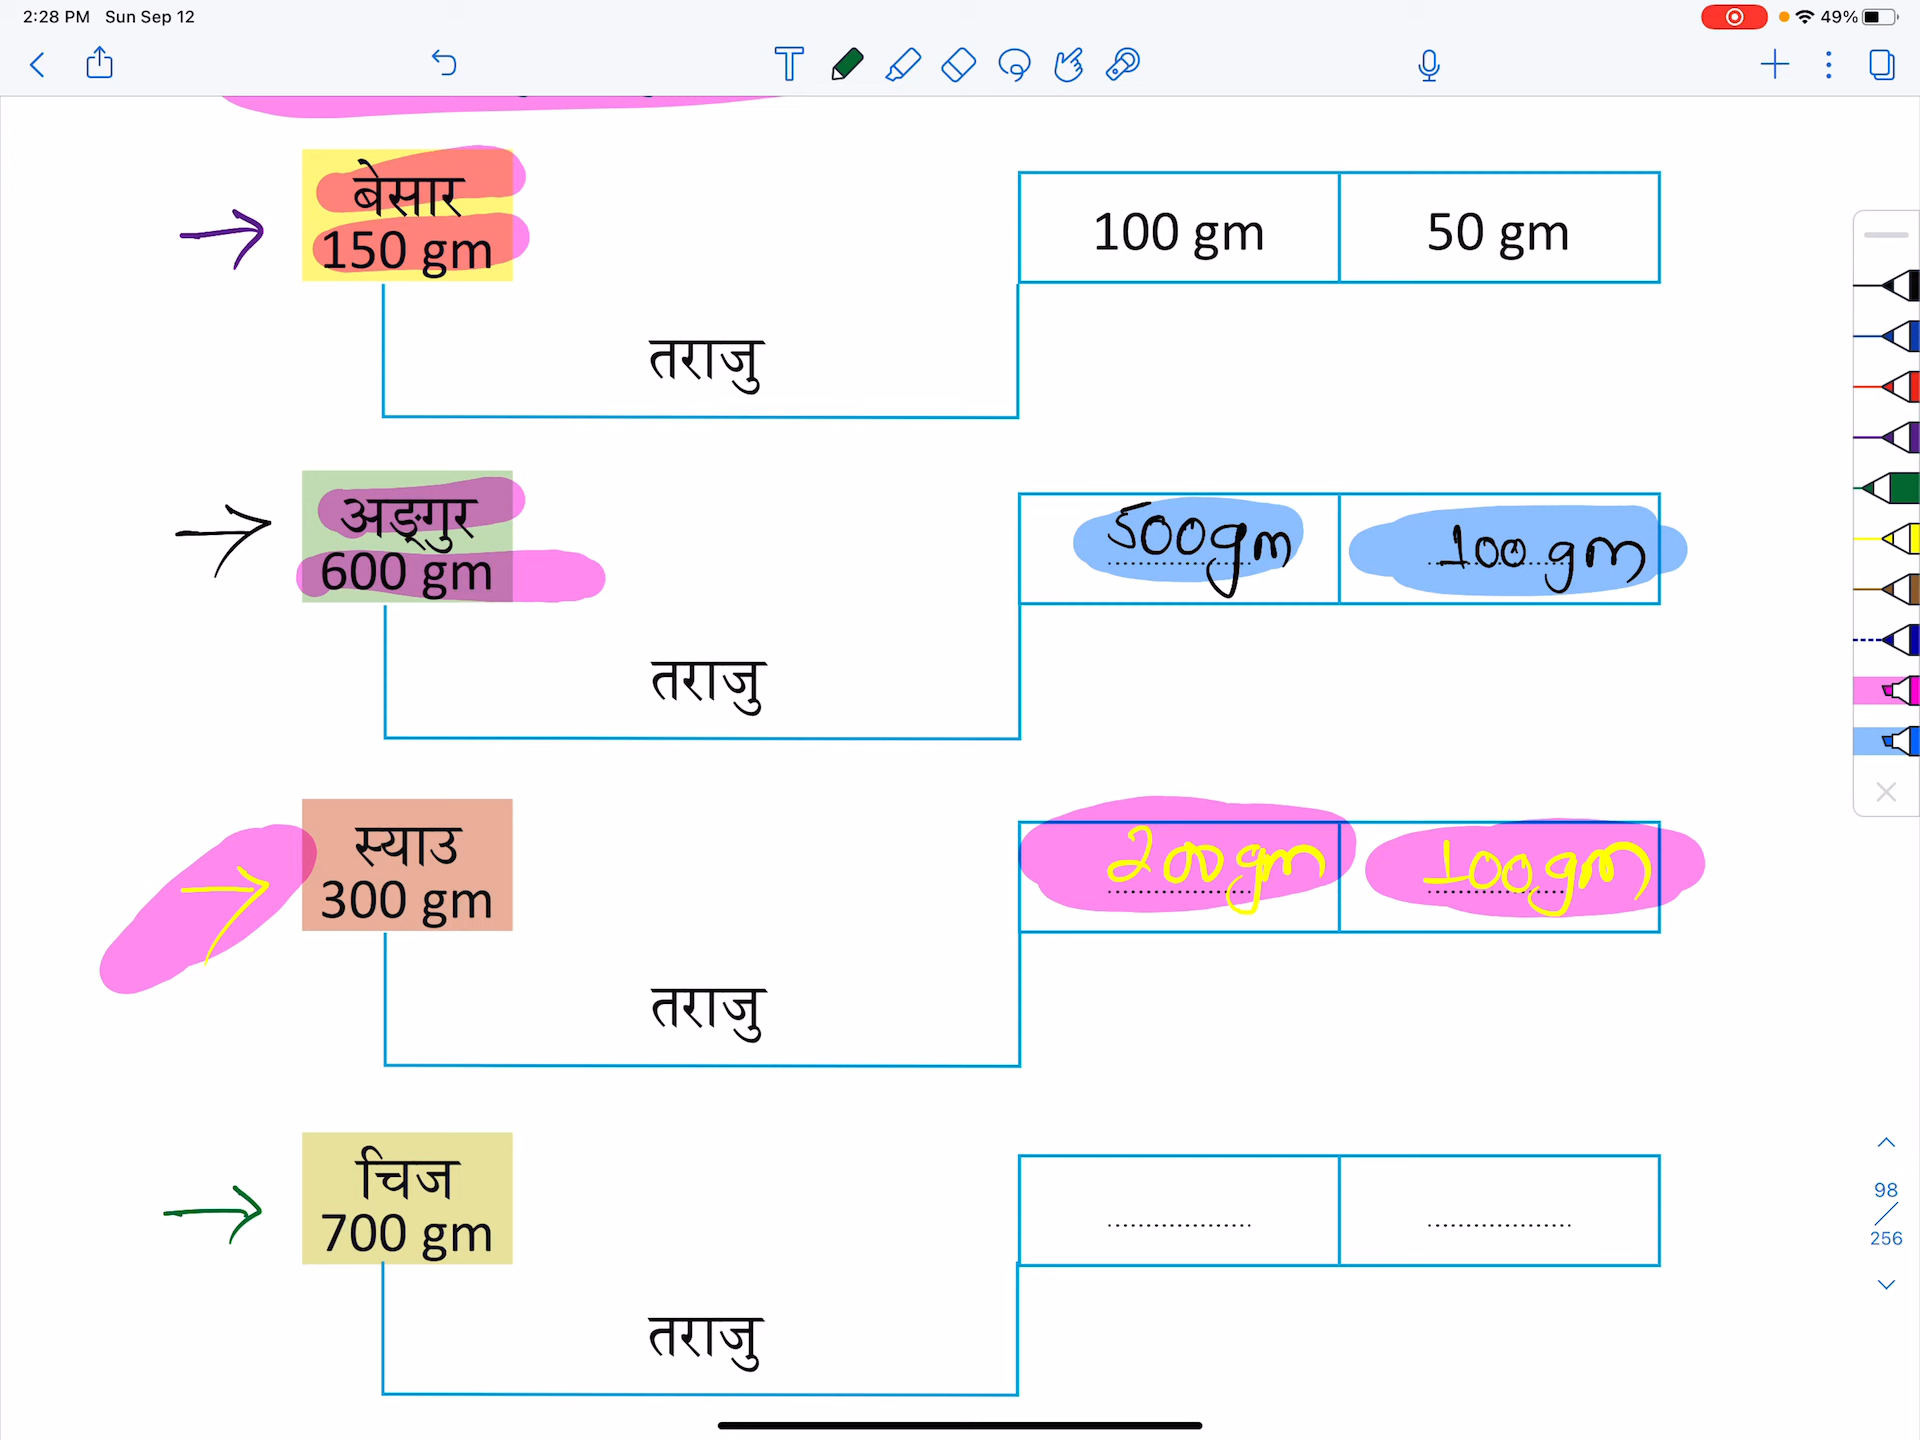 2:28 PM Sun Sep 12
49%
बेसार
150 gm
100 gm
50 gm
तराजु
अङ्गुर
600 gm
500gm
100 gm
तराजु
स्याउ
300 gm
200gm
100gm
तराजु
चिज
700 gm
....................
....................
तराजु
98
/
256